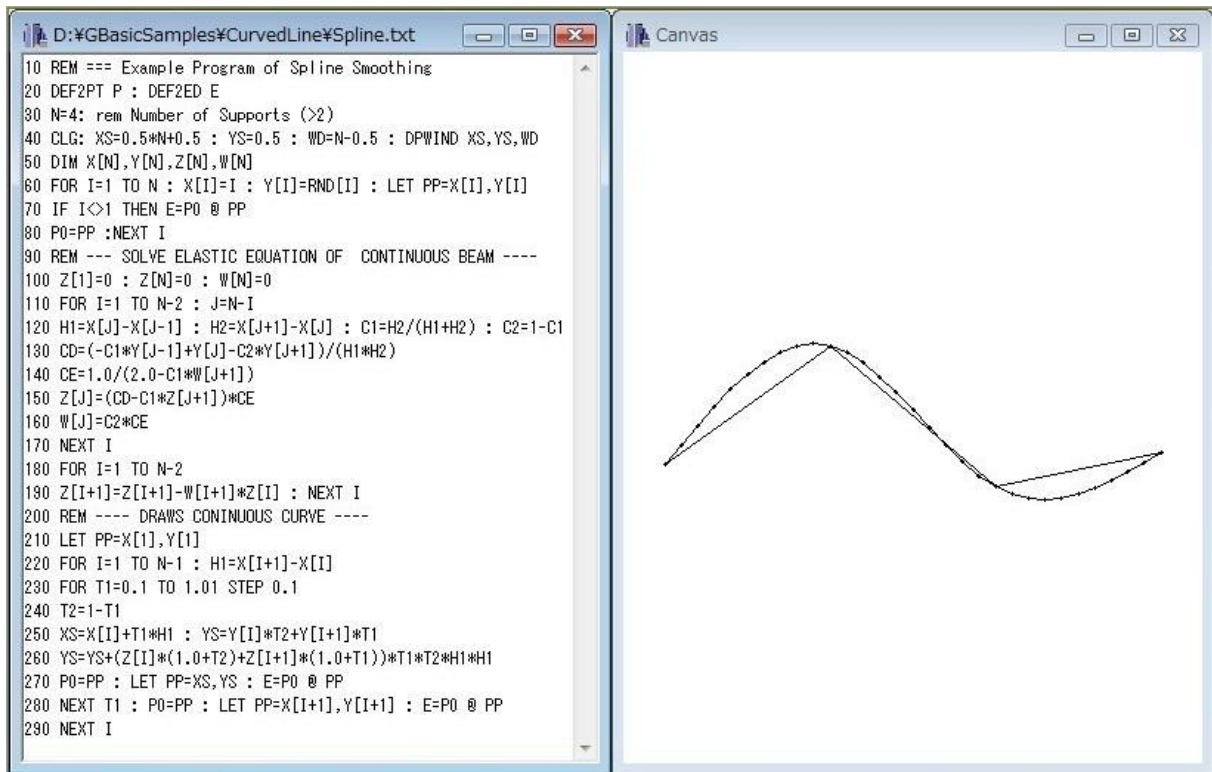 D:¥GBasicSamples¥CurvedLine¥Spline.txt
10 REM === Example Program of Spline Smoothing
20 DEF2PT P : DEF2ED E
30 N=4: rem Number of Supports (>2)
40 CLG: XS=0.5*N+0.5 : YS=0.5 : WD=N-0.5 : DPWIND XS,YS,WD
50 DIM X[N],Y[N],Z[N],W[N]
60 FOR I=1 TO N : X[I]=I : Y[I]=RND[I] : LET PP=X[I],Y[I]
70 IF I<>1 THEN E=P0 @ PP
80 P0=PP :NEXT I
90 REM --- SOLVE ELASTIC EQUATION OF  CONTINUOUS BEAM ----
100 Z[1]=0 : Z[N]=0 : W[N]=0
110 FOR I=1 TO N-2 : J=N-I
120 H1=X[J]-X[J-1] : H2=X[J+1]-X[J] : C1=H2/(H1+H2) : C2=1-C1
130 CD=(-C1*Y[J-1]+Y[J]-C2*Y[J+1])/(H1*H2)
140 CE=1.0/(2.0-C1*W[J+1])
150 Z[J]=(CD-C1*Z[J+1])*CE
160 W[J]=C2*CE
170 NEXT I
180 FOR I=1 TO N-2
190 Z[I+1]=Z[I+1]-W[I+1]*Z[I] : NEXT I
200 REM ---- DRAWS CONINUOUS CURVE ----
210 LET PP=X[1],Y[1]
220 FOR I=1 TO N-1 : H1=X[I+1]-X[I]
230 FOR T1=0.1 TO 1.01 STEP 0.1
240 T2=1-T1
250 XS=X[I]+T1*H1 : YS=Y[I]*T2+Y[I+1]*T1
260 YS=YS+(Z[I]*(1.0+T2)+Z[I+1]*(1.0+T1))*T1*T2*H1*H1
270 P0=PP : LET PP=XS,YS : E=P0 @ PP
280 NEXT T1 : P0=PP : LET PP=X[I+1],Y[I+1] : E=P0 @ PP
290 NEXT I
Canvas